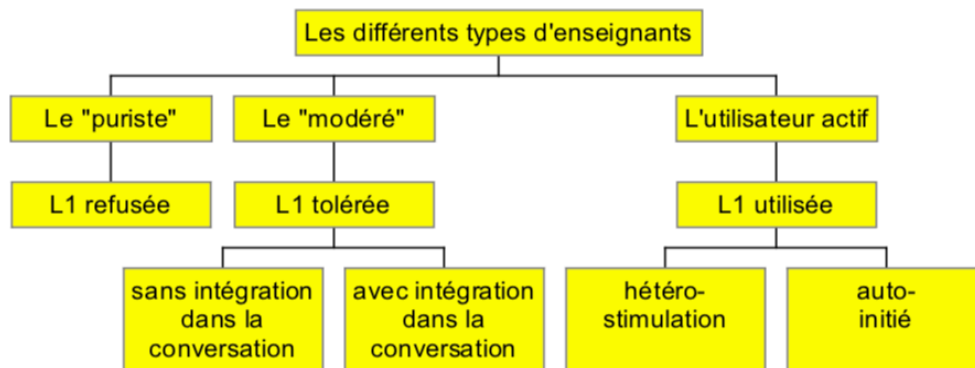 Les différents types d'enseignants
Le "puriste"
Le "modéré"
L'utilisateur actif
L1 refusée
L1 tolérée
L1 utilisée
sans intégration
dans la
conversation
avec intégration
dans la
conversation
hétéro-
stimulation
auto-
initié